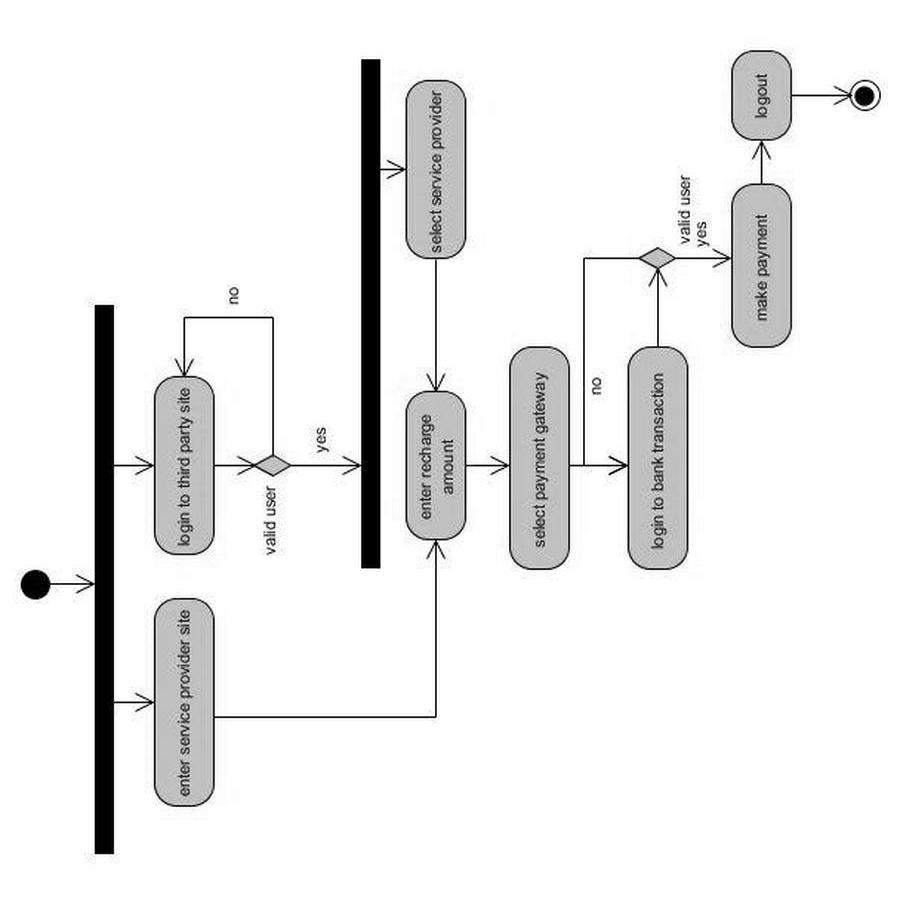 enter service provider site
login to third party site
no
valid user
yes
select service provider
enter recharge
amount
select payment gateway
no
login to bank transaction
valid user
yes
make payment
logout